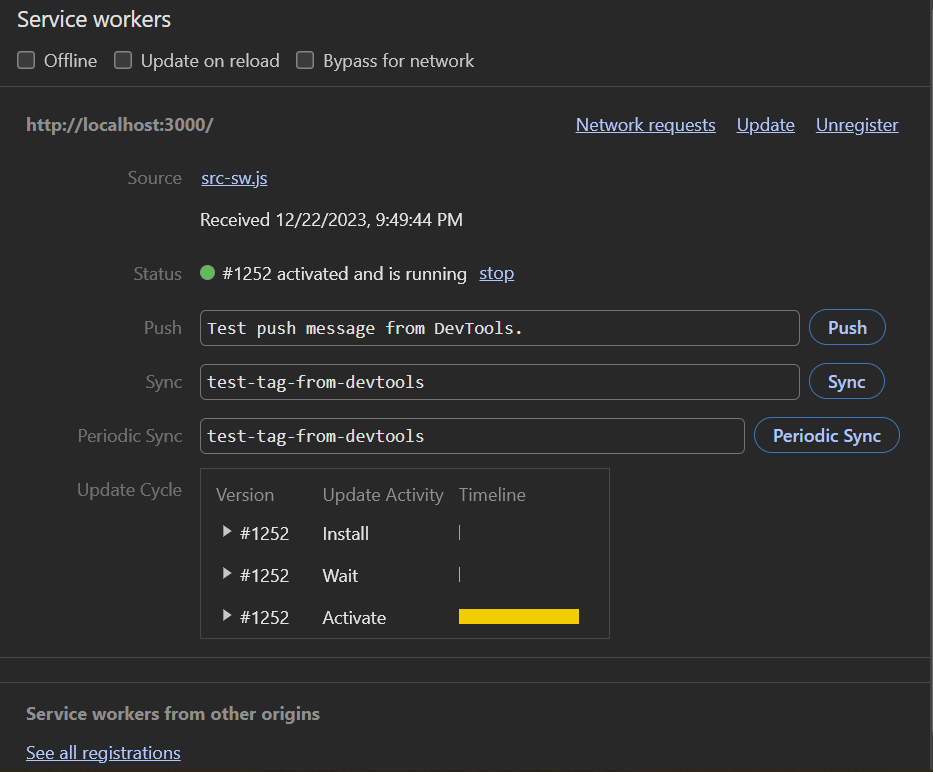 Service workers
Offline Update on reload Bypass for network
http://localhost:3000/ Network requests Update Unregister
Source src-sw.js
Received 12/22/2023, 9:49:44 PM
Status #1252 activated and is running stop
Push Test push message from DevTools. Push
Sync test-tag-from-devtools Sync
Periodic Sync test-tag-from-devtools Periodic Sync
Update Cycle Version Update Activity Timeline
#1252 Install
#1252 Wait
#1252 Activate
Service workers from other origins
See all registrations